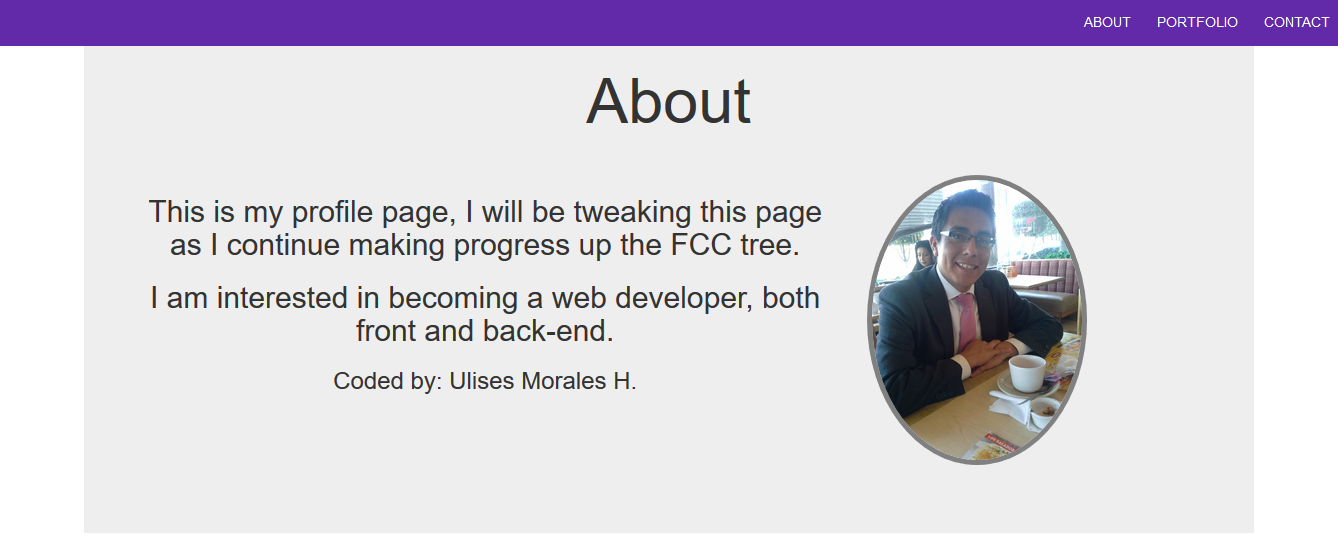 ABOUT PORTFOLIO CONTACT
About
This is my profile page, I will be tweaking this page
as I continue making progress up the FCC tree.
I am interested in becoming a web developer, both
front and back-end.
Coded by: Ulises Morales H.